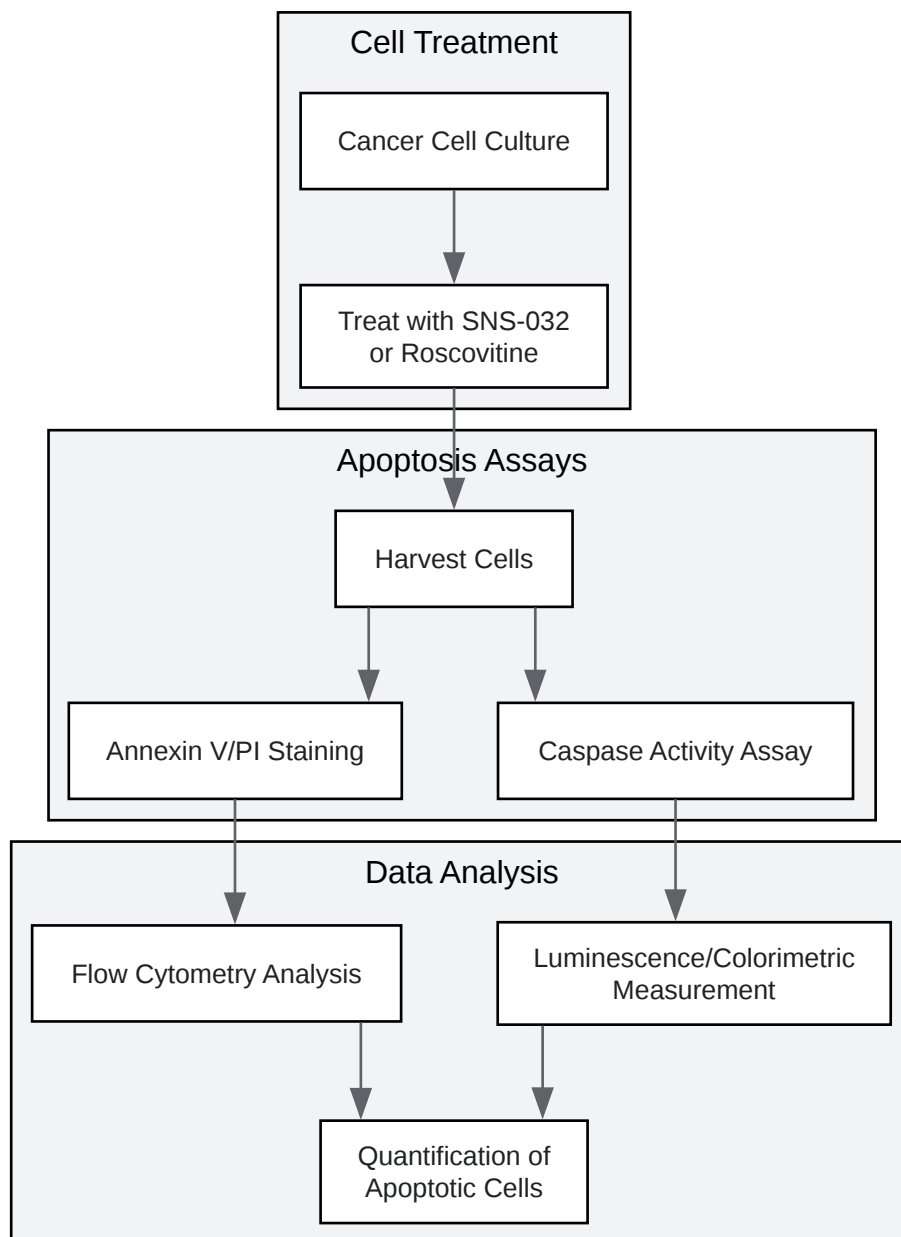 Cell Treatment
Cancer Cell Culture
Treat with SNS-032
or Roscovitine
Apoptosis Assays
Harvest Cells
Annexin V/PI Staining
Caspase Activity Assay
Data Analysis
Flow Cytometry Analysis
Luminescence/Colorimetric
Measurement
Quantification of
Apoptotic Cells